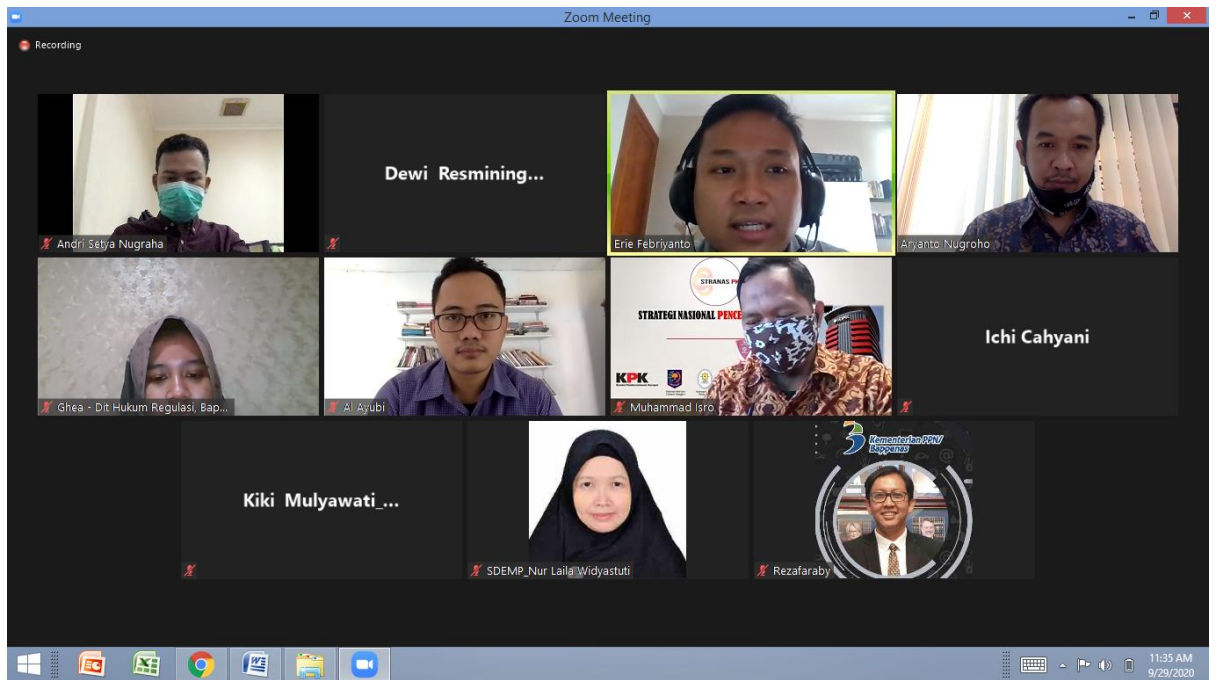 Zoom Meeting
Recording
Andri Setya Nugraha
Dewi Resmining...
Erie Febriyanto
Aryanto Nugroho
Ghea - Dit Hukum Regulasi, Bap...
Al Ayubi
STRANAS
STRATEGI NASIONAL PENCE
KPK
Muhammad Isro
Ichi Cahyani
Kiki Mulyawati_...
SDEMP_Nur Laila Widyastuti
Kementerian PPN/
Bappenas
Rezafaraby
11:35 AM
9/29/2020